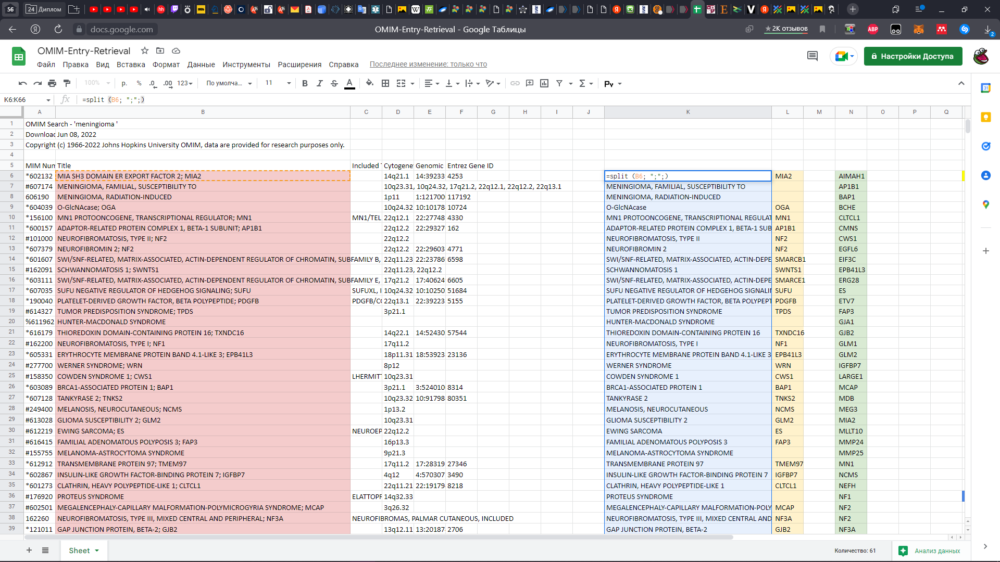 56
24 Диплом
docs.google.com
OMIM-Entry-Retrieval - Google Таблицы
★ 2K отзывов
ABP
2
OMIM-Entry-Retrieval
Файл Правка Вид Вставка Формат Данные Инструменты Расширения Справка Последнее изменение: только что
Настройки Доступа
100% р. % .0 .00 123 По умолча... 11 B I S A Σ Py
31
K6:K66 fx =split (B6; ";";)
A B C D E F G H I J K L M N O P Q
1 OMIM Search - 'meningioma '
2 Downloac Jun 08, 2022
3 Copyright (c) 1966-2022 Johns Hopkins University OMIM, data are provided for research purposes only.
4
5 MIM Num Title Included Cytogene Genomic Entrez Gene ID
6 *602132 MIA SH3 DOMAIN ER EXPORT FACTOR 2; MIA2 14q21.1 14:39233 4253 =split (B6; ";";) MIA2 AIMAH1
7 #607174 MENINGIOMA, FAMILIAL, SUSCEPTIBILITY TO 10q23.31, 10q24.32, 17q21.2, 22q12.1, 22q12.2, 22q13.1 MENINGIOMA, FAMILIAL, SUSCEPTIBILITY TO AP1B1
8 606190 MENINGIOMA, RADIATION-INDUCED 1p11 1:121700 117192 MENINGIOMA, RADIATION-INDUCED BAP1
9 *604039 O-GlcNAcase; OGA 10q24.32 10:10178 10724 O-GlcNAcase OGA BCHE
10 *156100 MN1 PROTOONCOGENE, TRANSCRIPTIONAL REGULATOR; MN1 MN1/TEL 22q12.1 22:27748 4330 MN1 PROTOONCOGENE, TRANSCRIPTIONAL REGULAT MN1 CLTCL1
11 *600157 ADAPTOR-RELATED PROTEIN COMPLEX 1, BETA-1 SUBUNIT; AP1B1 22q12.2 22:29327 162 ADAPTOR-RELATED PROTEIN COMPLEX 1, BETA-1 SUB AP1B1 CMNS
12 #101000 NEUROFIBROMATOSIS, TYPE II; NF2 22q12.2 NEUROFIBROMATOSIS, TYPE II NF2 CWS1
13 *607379 NEUROFIBROMIN 2; NF2 22q12.2 22:29603 4771 NEUROFIBROMIN 2 NF2 EGFL6
14 *601607 SWI/SNF-RELATED, MATRIX-ASSOCIATED, ACTIN-DEPENDENT REGULATOR OF CHROMATIN, SUBFAMILY B, 22q11.23 22:23786 6598 SWI/SNF-RELATED, MATRIX-ASSOCIATED, ACTIN-DEPE SMARCB1 EIF3C
15 #162091 SCHWANNOMATOSIS 1; SWNTS1 22q11.23, 22q12.2 SCHWANNOMATOSIS 1 SWNTS1 EPB41L3
16 *603111 SWI/SNF-RELATED, MATRIX-ASSOCIATED, ACTIN-DEPENDENT REGULATOR OF CHROMATIN, SUBFAMILY E, 17q21.2 17:40624 6605 SWI/SNF-RELATED, MATRIX-ASSOCIATED, ACTIN-DEPE SMARCE1 ERG28
17 *607035 SUFU NEGATIVE REGULATOR OF HEDGEHOG SIGNALING; SUFU SUFUXL, I 10q24.32 10:10250 51684 SUFU NEGATIVE REGULATOR OF HEDGEHOG SIGNALI SUFU ES
18 *190040 PLATELET-DERIVED GROWTH FACTOR, BETA POLYPEPTIDE; PDGFB PDGFB/CO 22q13.1 22:39223 5155 PLATELET-DERIVED GROWTH FACTOR, BETA POLYPEPT PDGFB ETV7
19 #614327 TUMOR PREDISPOSITION SYNDROME; TPDS 3p21.1 TUMOR PREDISPOSITION SYNDROME TPDS FAP3
20 %611962 HUNTER-MACDONALD SYNDROME HUNTER-MACDONALD SYNDROME GJA1
21 *616179 THIOREDOXIN DOMAIN-CONTAINING PROTEIN 16; TXNDC16 14q22.1 14:52430 57544 THIOREDOXIN DOMAIN-CONTAINING PROTEIN 16 TXNDC16 GJB2
22 #162200 NEUROFIBROMATOSIS, TYPE I; NF1 17q11.2 NEUROFIBROMATOSIS, TYPE I NF1 GLM1
23 *605331 ERYTHROCYTE MEMBRANE PROTEIN BAND 4.1-LIKE 3; EPB41L3 18p11.31 18:53923 23136 ERYTHROCYTE MEMBRANE PROTEIN BAND 4.1-LIKE 3 EPB41L3 GLM2
24 #277700 WERNER SYNDROME; WRN 8p12 WERNER SYNDROME WRN IGFBP7
25 #158350 COWDEN SYNDROME 1; CWS1 LHERMITT 10q23.31 COWDEN SYNDROME 1 CWS1 LARGE1
26 *603089 BRCA1-ASSOCIATED PROTEIN 1; BAP1 3p21.1 3:524010 8314 BRCA1-ASSOCIATED PROTEIN 1 BAP1 MCAP
27 *607128 TANKYRASE 2; TNKS2 10q23.32 10:91798 80351 TANKYRASE 2 TNKS2 MDB
28 #249400 MELANOSIS, NEUROCUTANEOUS; NCMS 1p13.2 MELANOSIS, NEUROCUTANEOUS NCMS MEG3
29 #613028 GLIOMA SUSCEPTIBILITY 2; GLM2 10q23.31 GLIOMA SUSCEPTIBILITY 2 GLM2 MIA2
30 #612219 EWING SARCOMA; ES NEUROEP 22q12.2 EWING SARCOMA ES MLLT10
31 #616415 FAMILIAL ADENOMATOUS POLYPOSIS 3; FAP3 16p13.3 FAMILIAL ADENOMATOUS POLYPOSIS 3 FAP3 MMP24
32 #155755 MELANOMA-ASTROCYTOMA SYNDROME 9p21.3 MELANOMA-ASTROCYTOMA SYNDROME MMP25
33 *612912 TRANSMEMBRANE PROTEIN 97; TMEM97 17q11.2 17:28319 27346 TRANSMEMBRANE PROTEIN 97 TMEM97 MN1
34 *602867 INSULIN-LIKE GROWTH FACTOR-BINDING PROTEIN 7; IGFBP7 4q12 4:570307 3490 INSULIN-LIKE GROWTH FACTOR-BINDING PROTEIN 7 IGFBP7 NCMS
35 *601273 CLATHRIN, HEAVY POLYPEPTIDE-LIKE 1; CLTCL1 22q11.21 22:19179 8218 CLATHRIN, HEAVY POLYPEPTIDE-LIKE 1 CLTCL1 NEFH
36 #176920 PROTEUS SYNDROME ELATTOPR 14q32.33 PROTEUS SYNDROME NF1
37 #602501 MEGALENCEPHALY-CAPILLARY MALFORMATION-POLYMICROGYRIA SYNDROME; MCAP 3q26.32 MEGALENCEPHALY-CAPILLARY MALFORMATION-POLY MCAP NF2
38 162260 NEUROFIBROMATOSIS, TYPE III, MIXED CENTRAL AND PERIPHERAL; NF3A NEUROFIBROMAS, PALMAR CUTANEOUS, INCLUDED NEUROFIBROMATOSIS, TYPE III, MIXED CENTRAL AND NF3A NF2
39 *121011 GAP JUNCTION PROTEIN, BETA-2; GJB2 13q12.11 13:20187 2706 GAP JUNCTION PROTEIN, BETA-2 GJB2 NF3A
Sheet
Количество: 61
Анализ данных